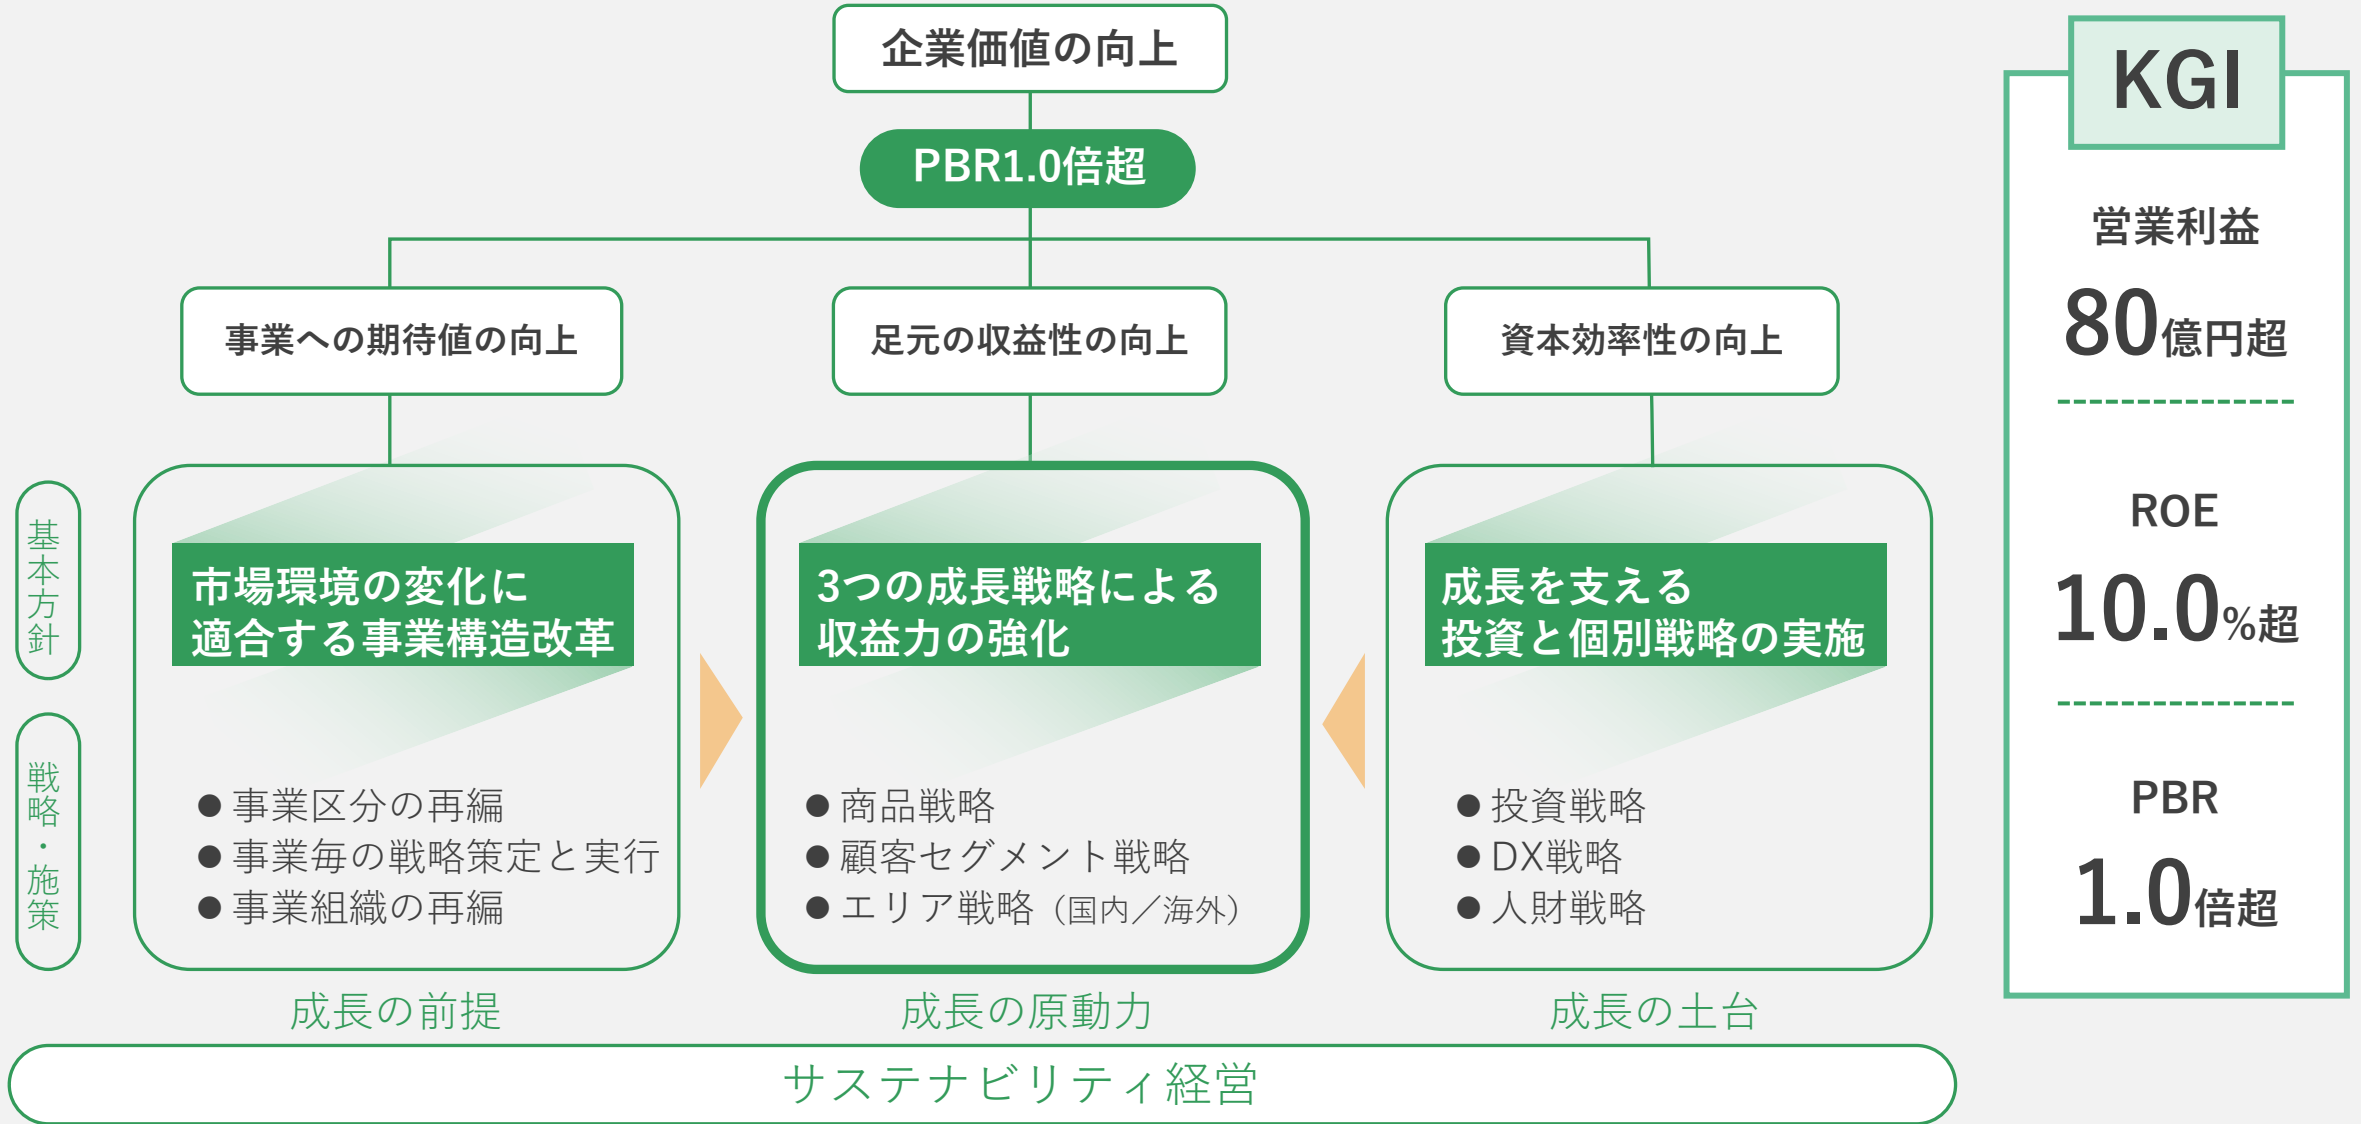 企業価値の向上
PBR1.0倍超
事業への期待値の向上
足元の収益性の向上
資本効率性の向上
基本方針
市場環境の変化に
適合する事業構造改革
3つの成長戦略による
収益力の強化
成長を支える
投資と個別戦略の実施
戦略・施策
● 事業区分の再編
● 事業毎の戦略策定と実行
● 事業組織の再編
● 商品戦略
● 顧客セグメント戦略
● エリア戦略（国内／海外）
● 投資戦略
● DX戦略
● 人財戦略
成長の前提
成長の原動力
成長の土台
サステナビリティ経営
KGI
営業利益
80億円超
ROE
10.0%超
PBR
1.0倍超